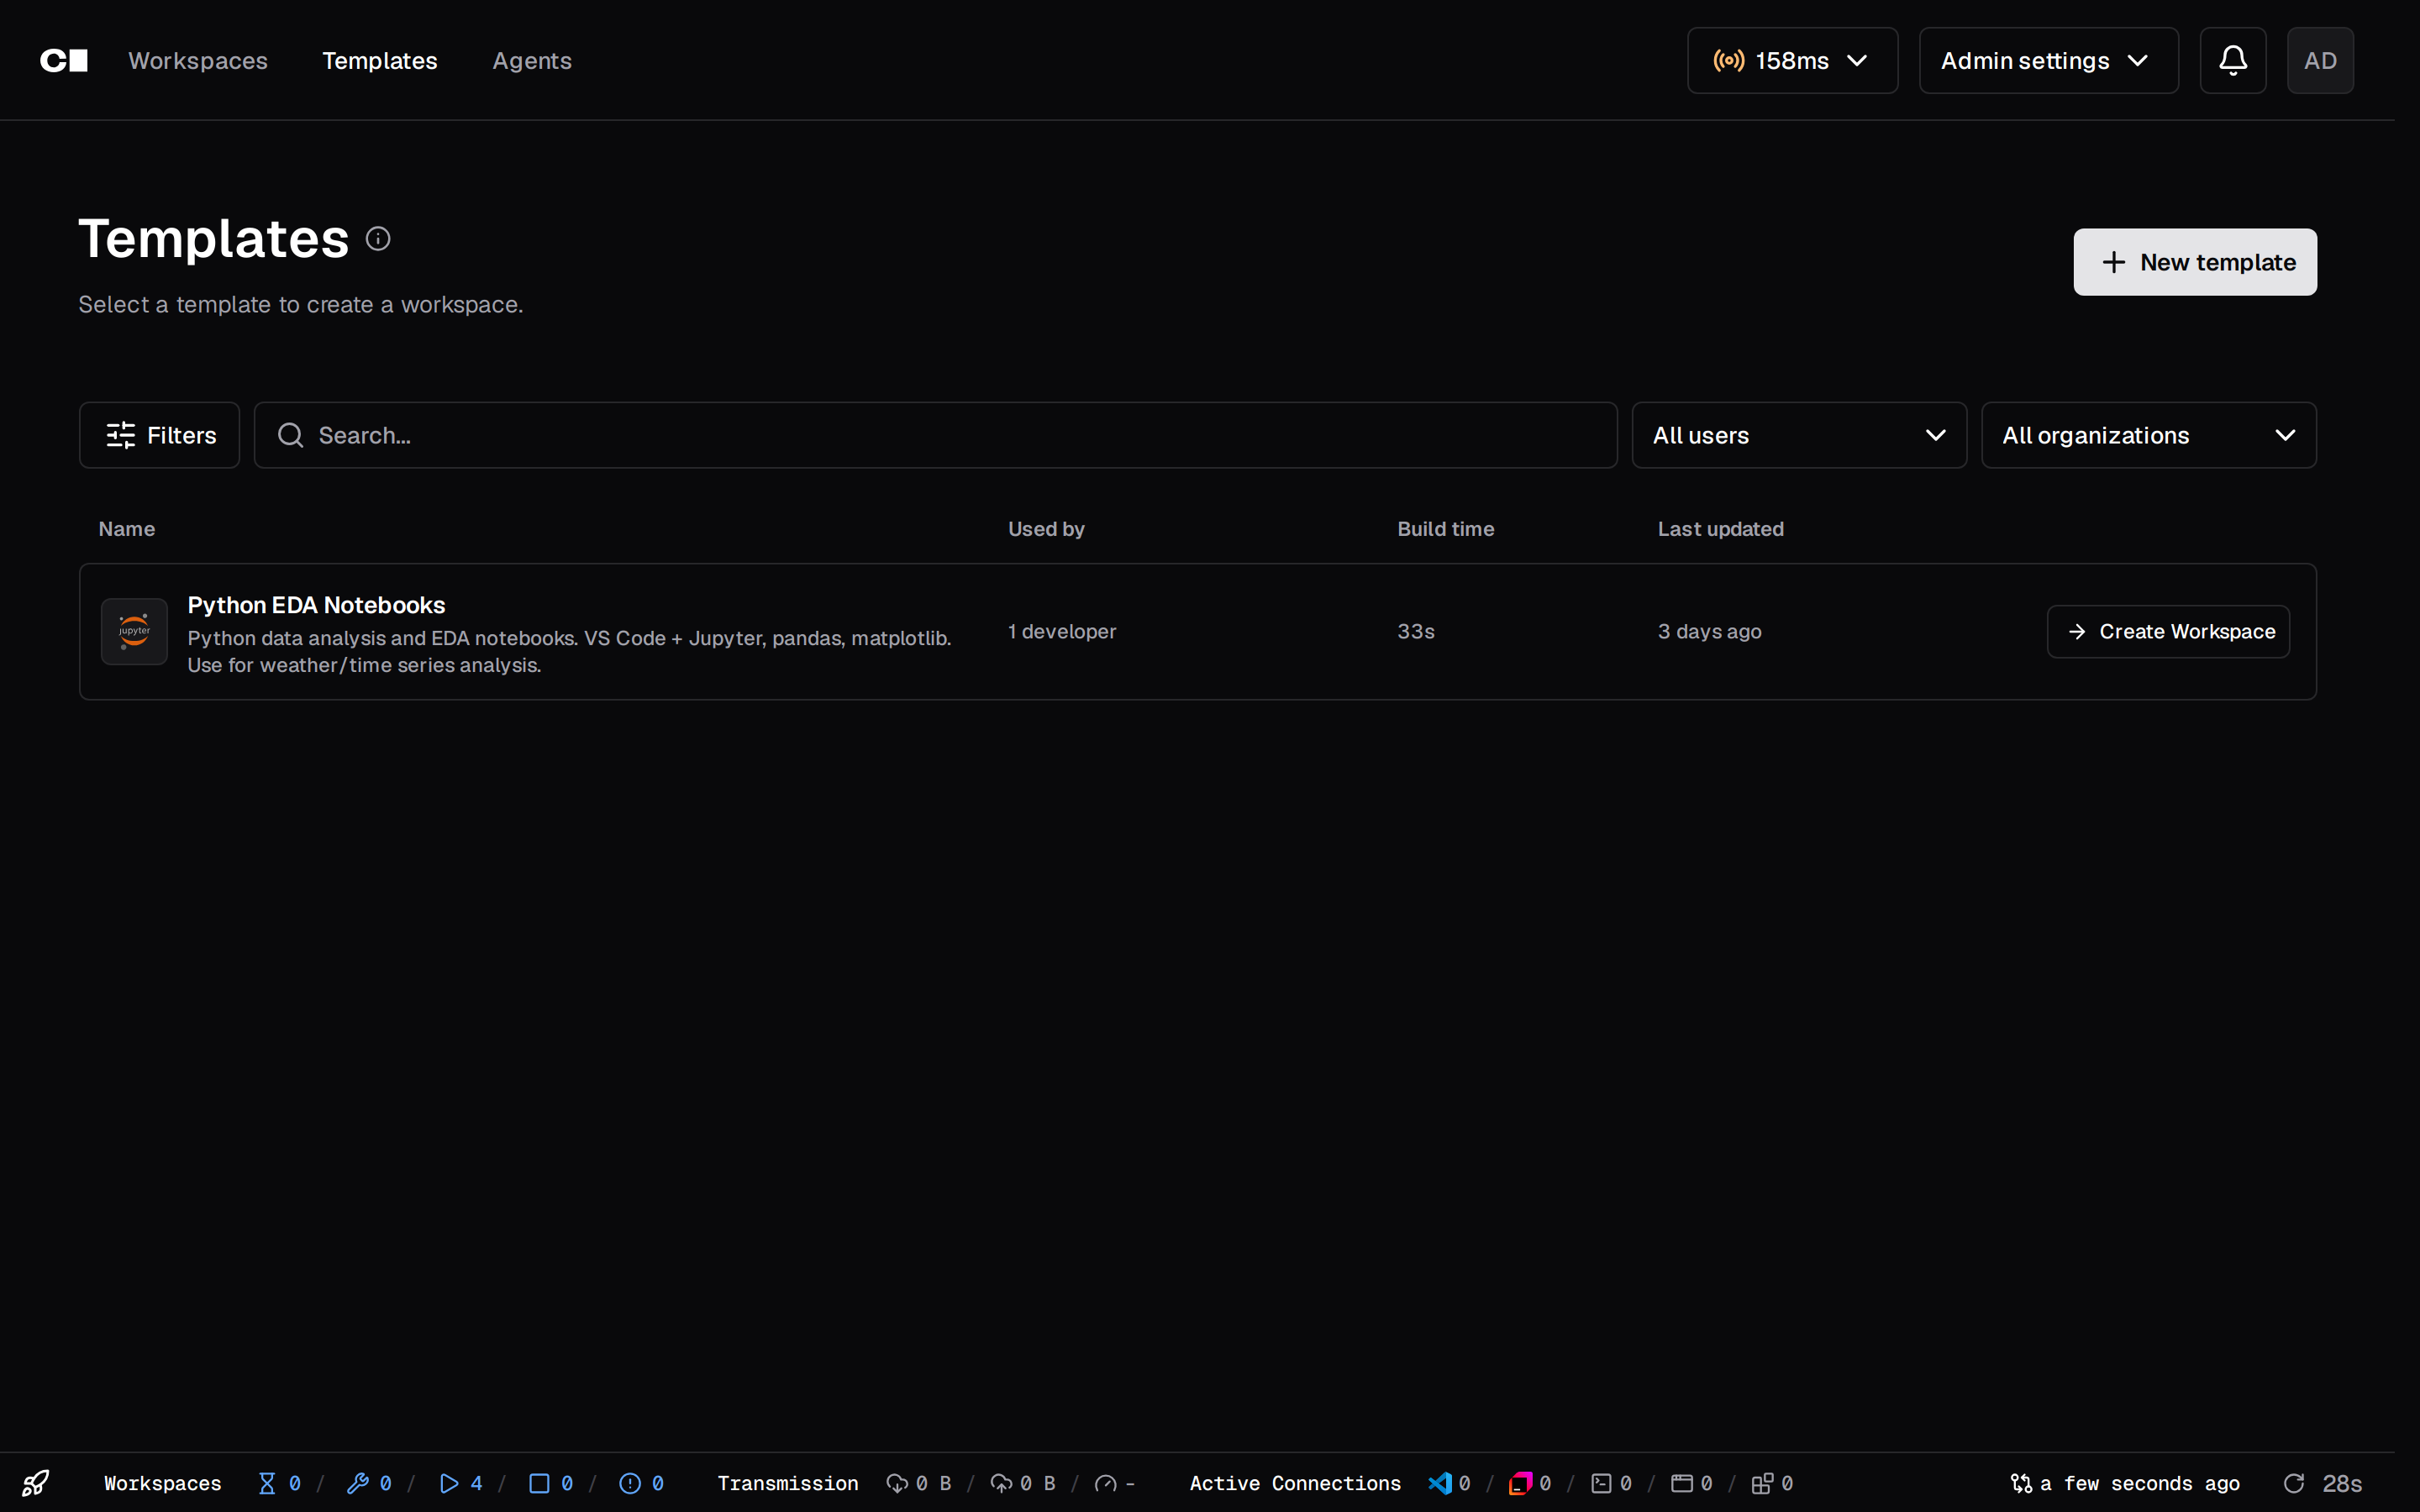 Workspaces
Templates
Agents
158ms
Admin settings
AD
Templates
Select a template to create a workspace.
New template
Filters
Search...
All users
All organizations
Name
Used by
Build time
Last updated
jupyter
Python EDA Notebooks
Python data analysis and EDA notebooks. VS Code + Jupyter, pandas, matplotlib.
Use for weather/time series analysis.
1 developer
33s
3 days ago
Create Workspace
Workspaces 0 / 0 / 4 / 0 / 0
Transmission 0 B / 0 B / -
Active Connections 0 / 0 / 0 / 0 / 0
a few seconds ago
28s